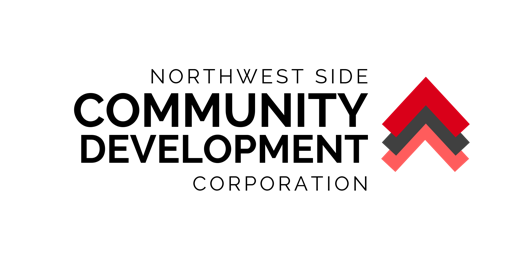 NORTHWEST SIDE
COMMUNITY
DEVELOPMENT
CORPORATION